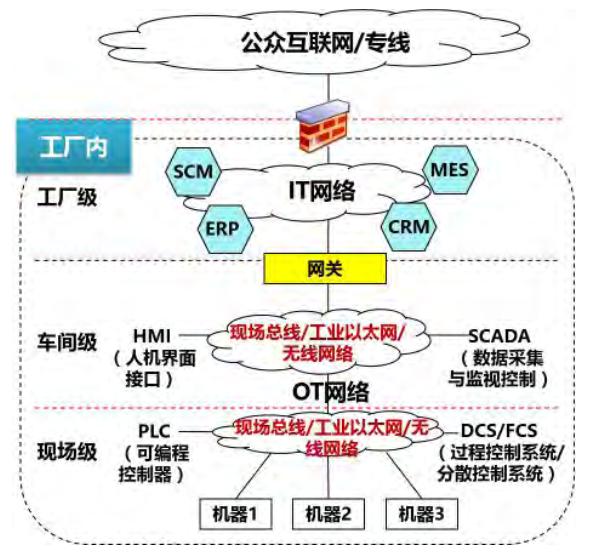 公众互联网/专线
工厂内
SCM
MES
工厂级
IT网络
ERP
CRM
网关
车间级
HMI
（人机界面
接口）
现场总线/工业以太网/
无线网络
SCADA
（数据采集
与监视控制）
OT网络
现场级
PLC
（可编程
控制器）
现场总线/工业以太网/无
线网络
DCS/FCS
（过程控制系统/
分散控制系统）
机器1
机器2
机器3